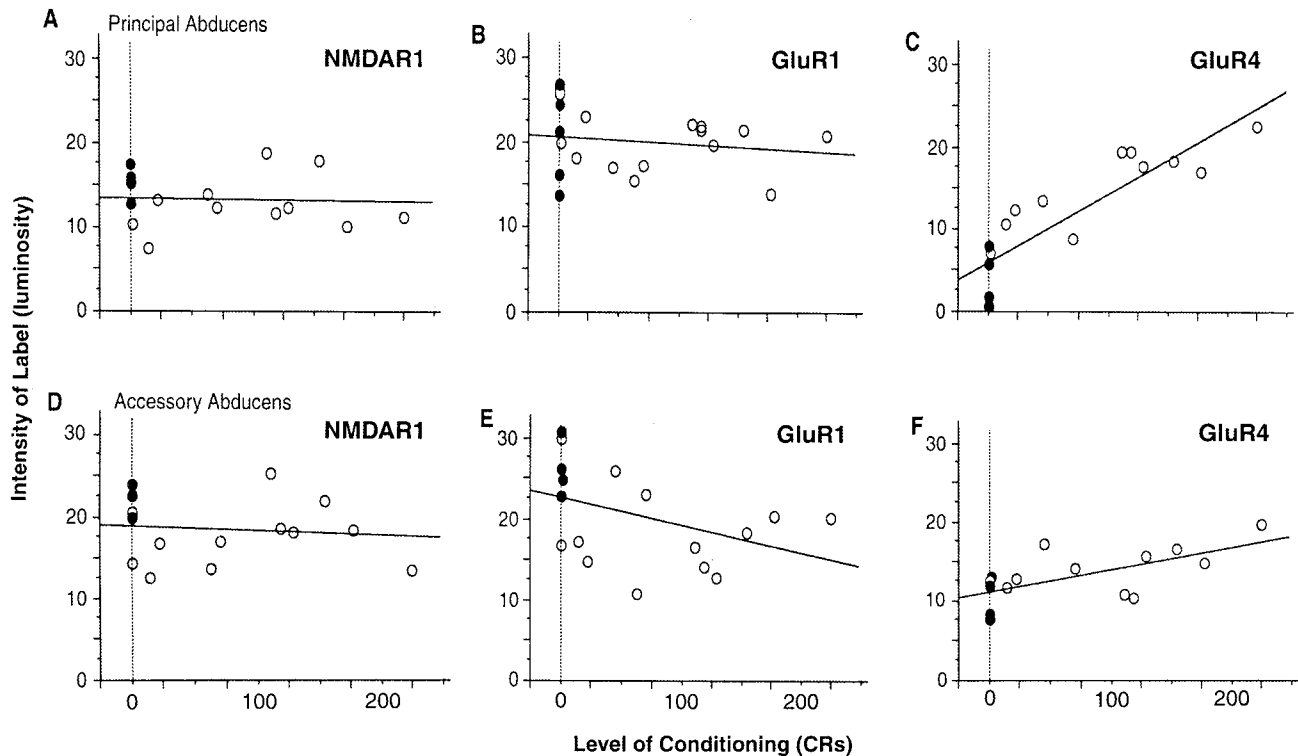 A Principal Abducens
NMDAR1
B
GluR1
C
GluR4
30
20
10
0
30
20
10
0
30
20
10
0
Intensity of Label (luminosity)
D Accessory Abducens
NMDAR1
E
GluR1
F
GluR4
30
20
10
0
30
20
10
0
30
20
10
0
0 100 200
0 100 200
0 100 200
Level of Conditioning (CRs)